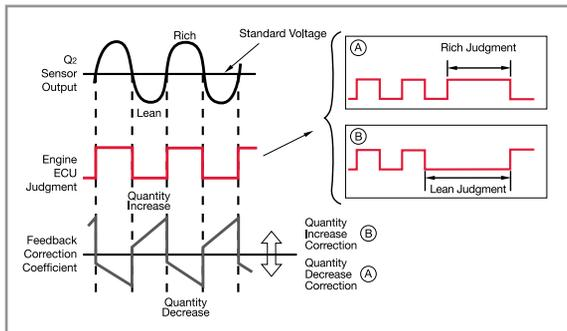 Rich
Standard Voltage
Q2
Sensor
Output
Lean
Engine
ECU
Judgment
Quantity
Increase
Feedback
Correction
Coefficient
Quantity
Decrease
Quantity
Increase
Correction
B
Quantity
Decrease
Correction
A
A
Rich Judgment
B
Lean Judgment